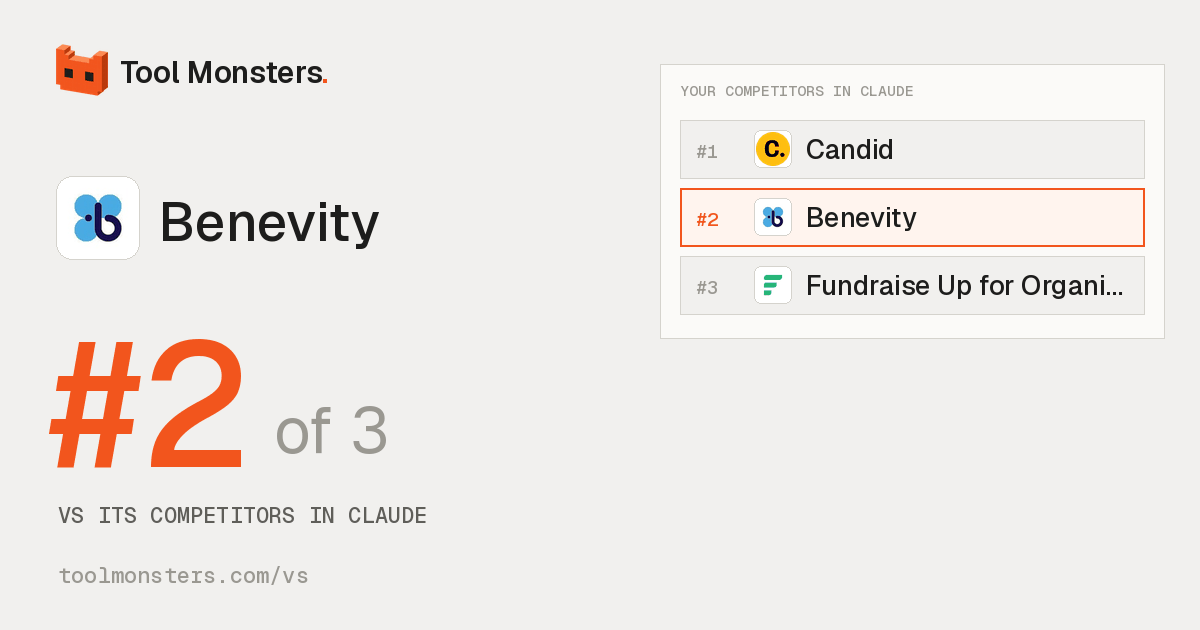 Tool Monsters.
Benevity
#2 of 3
VS ITS COMPETITORS IN CLAUDE
toolmonsters.com/vs
YOUR COMPETITORS IN CLAUDE
#1 C. Candid
#2 b Benevity
#3 Fundraise Up for Organi...